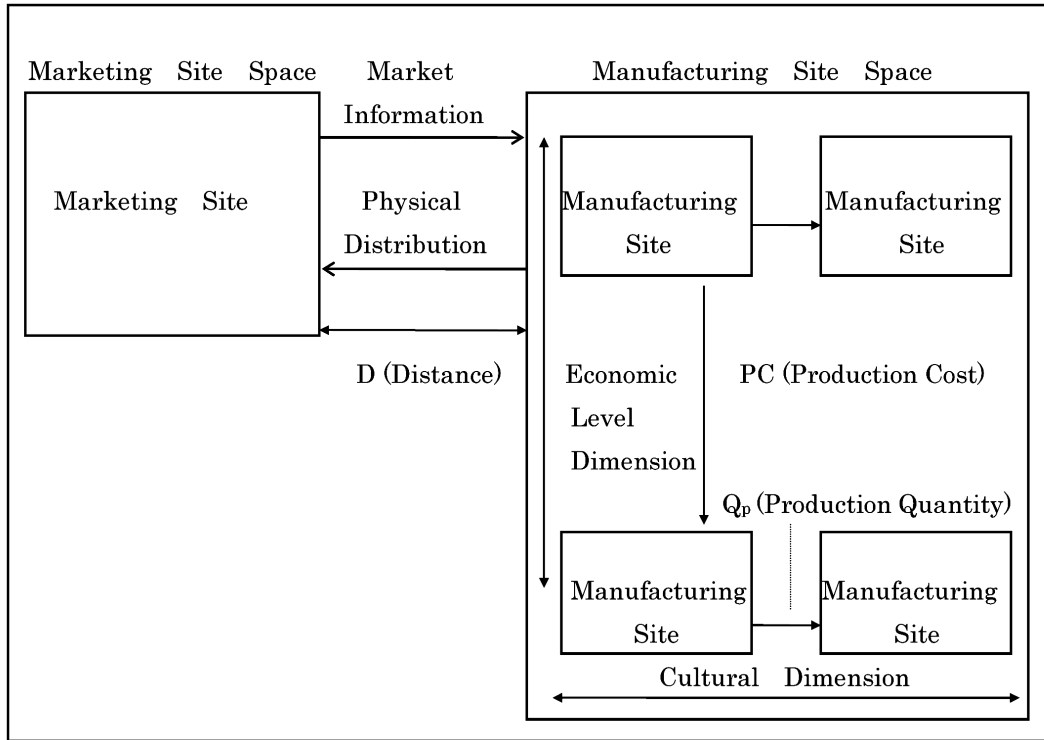 Marketing Site Space
Market
Information
Manufacturing Site Space
Marketing Site
Physical
Distribution
D (Distance)
Manufacturing
Site
Manufacturing
Site
Economic
Level
Dimension
PC (Production Cost)
Qₚ (Production Quantity)
Manufacturing
Site
Manufacturing
Site
Cultural Dimension